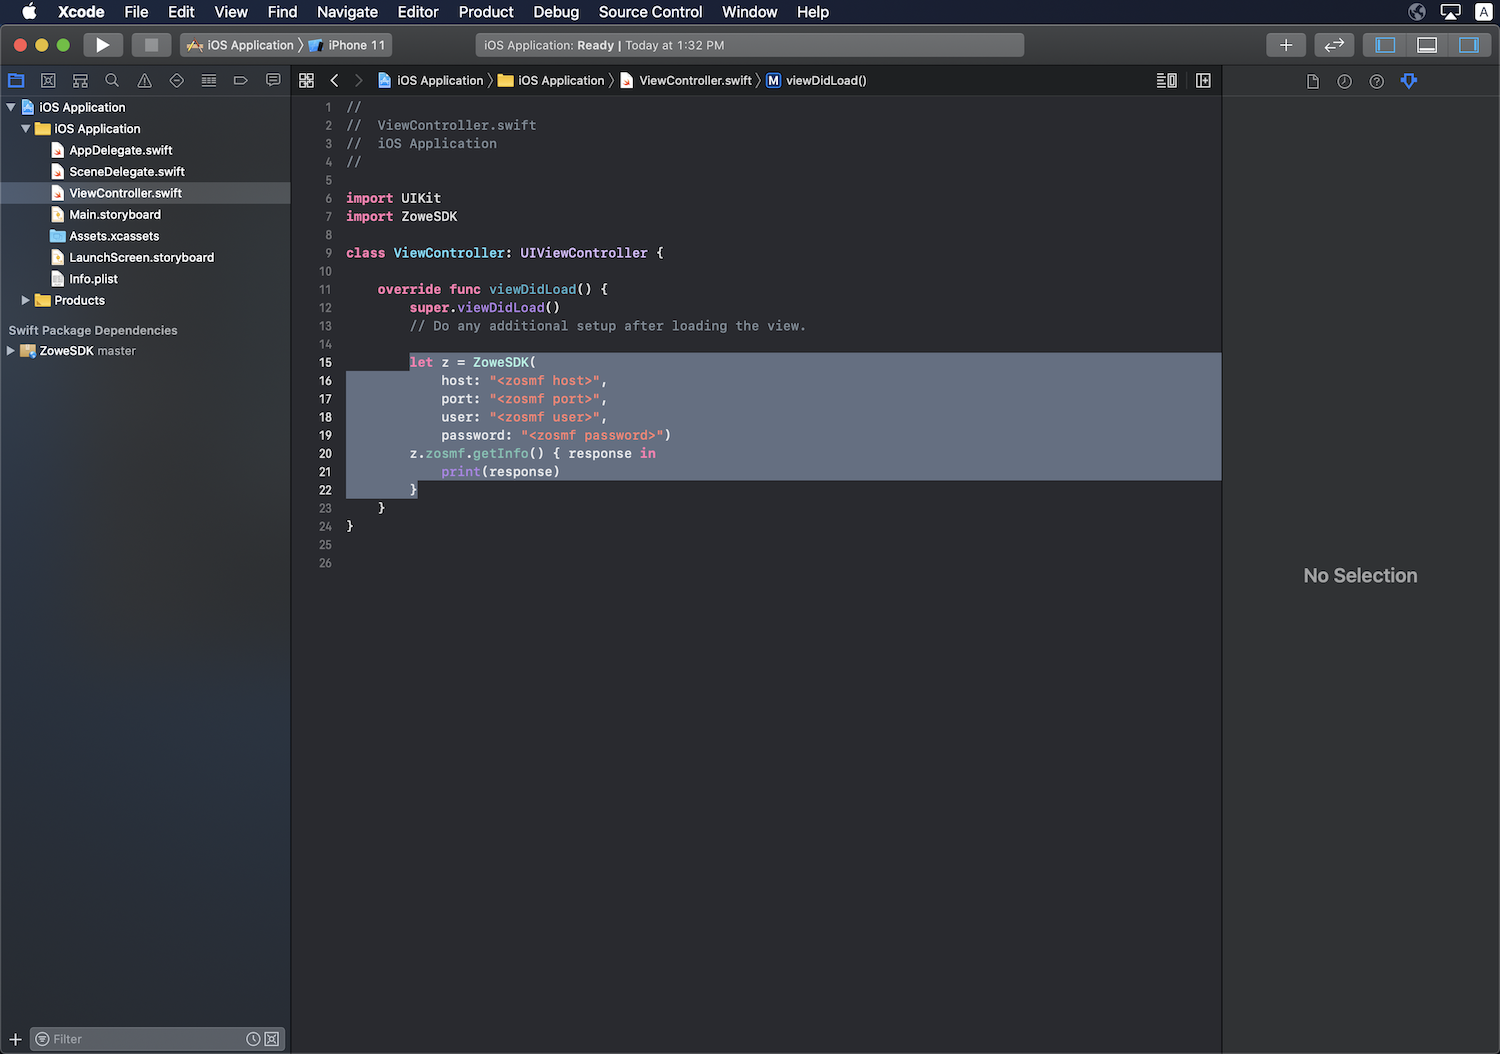 Xcode File Edit View Find Navigate Editor Product Debug Source Control Window Help A
iOS Application iPhone 11
iOS Application: Ready | Today at 1:32 PM
iOS Application
iOS Application
AppDelegate.swift
SceneDelegate.swift
ViewController.swift
Main.storyboard
Assets.xcassets
LaunchScreen.storyboard
Info.plist
Products
Swift Package Dependencies
ZoweSDK master
Filter
iOS Application iOS Application ViewController.swift M viewDidLoad()
1 //
2 //  ViewController.swift
3 //  iOS Application
4 //
5
6 import UIKit
7 import ZoweSDK
8
9 class ViewController: UIViewController {
10
11     override func viewDidLoad() {
12         super.viewDidLoad()
13         // Do any additional setup after loading the view.
14
15         let z = ZoweSDK(
16             host: "<zosmf host>",
17             port: "<zosmf port>",
18             user: "<zosmf user>",
19             password: "<zosmf password>")
20         z.zosmf.getInfo() { response in
21             print(response)
22         }
23     }
24 }
25
26
No Selection